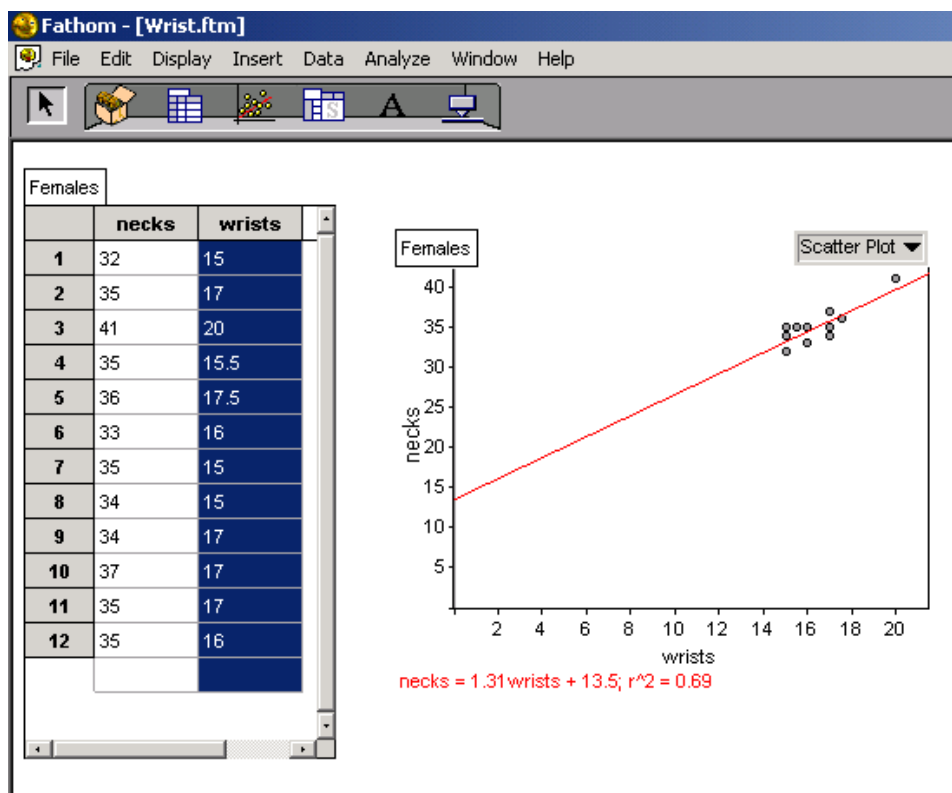 Fathom - [Wrist.ftm]
File Edit Display Insert Data Analyze Window Help
S A
Females
necks wrists
1 32 15
2 35 17
3 41 20
4 35 15.5
5 36 17.5
6 33 16
7 35 15
8 34 15
9 34 17
10 37 17
11 35 17
12 35 16
Females
Scatter Plot
40
35
30
25
20
15
10
5
necks
2 4 6 8 10 12 14 16 18 20
wrists
necks = 1.31wrists + 13.5; r^2 = 0.69